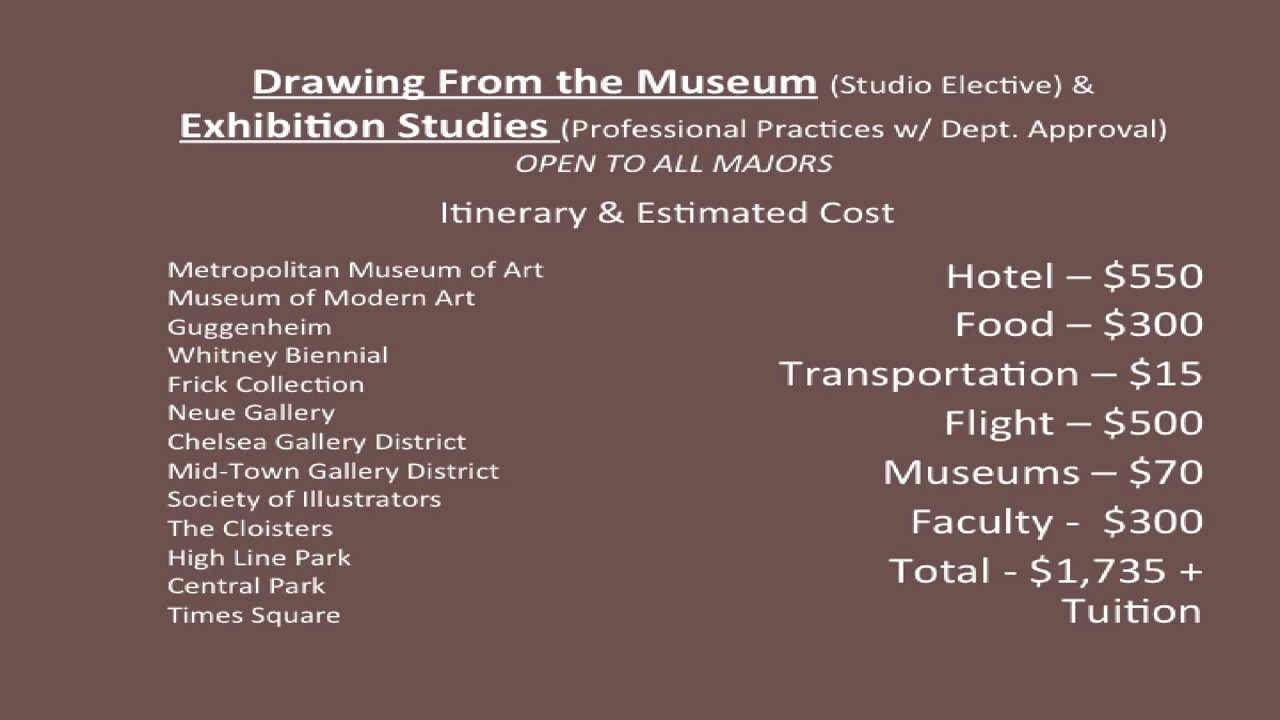 Drawing From the Museum (Studio Elective) &
Exhibition Studies (Professional Practices w/ Dept. Approval)
OPEN TO ALL MAJORS
Itinerary & Estimated Cost
Metropolitan Museum of Art
Museum of Modern Art
Guggenheim
Whitney Biennial
Frick Collection
Neue Gallery
Chelsea Gallery District
Mid-Town Gallery District
Society of Illustrators
The Cloisters
High Line Park
Central Park
Times Square
Hotel – $550
Food – $300
Transportation – $15
Flight – $500
Museums – $70
Faculty - $300
Total - $1,735 +
Tuition